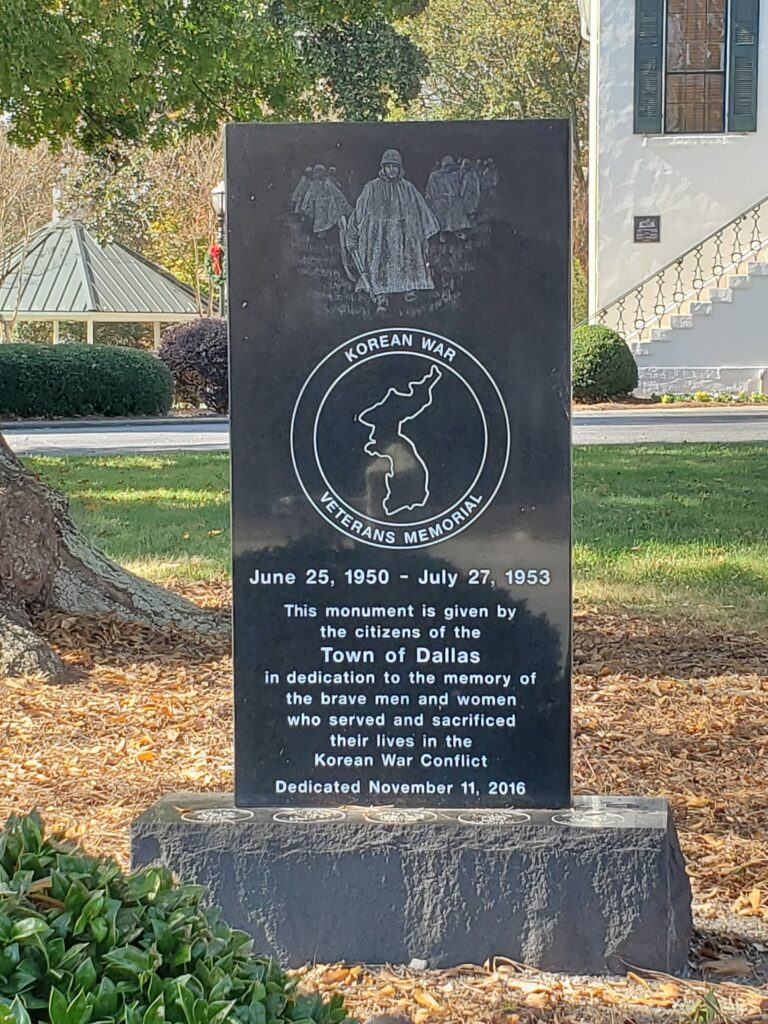 KOREAN WAR
VETERANS MEMORIAL
June 25, 1950 - July 27, 1953
This monument is given by
the citizens of the
Town of Dallas
in dedication to the memory of
the brave men and women
who served and sacrificed
their lives in the
Korean War Conflict
Dedicated November 11, 2016